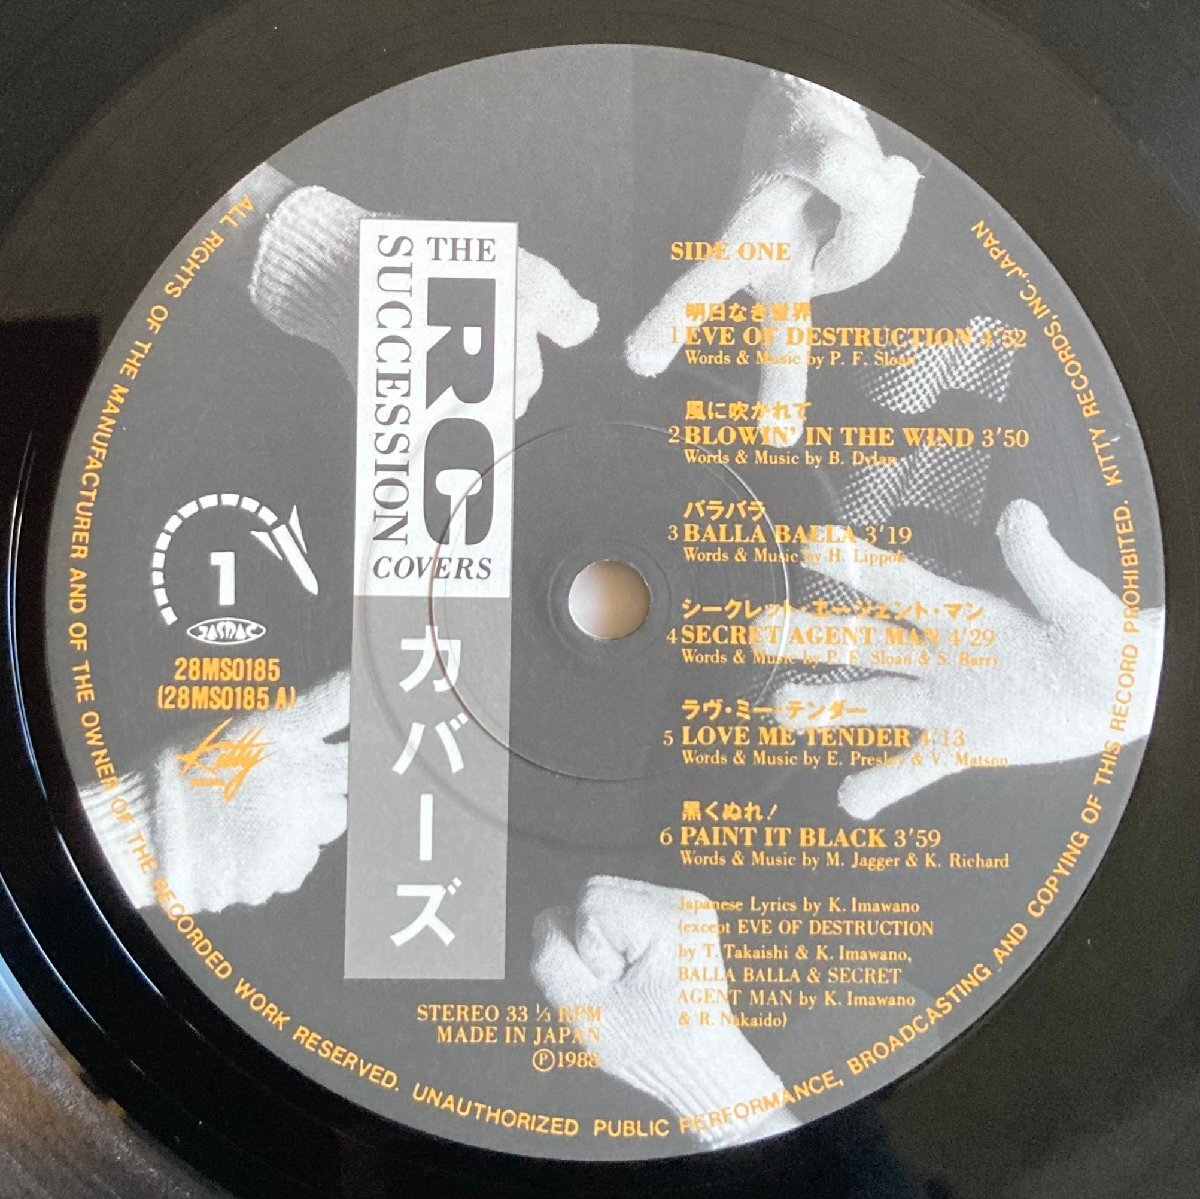 THE
RC
SUCCESSION
COVERS
カバーズ
1
JASRAC
28MS0185
(28MS0185 A)
Kitty
SIDE ONE
明日なき世界
1 EVE OF DESTRUCTION 4'52
Words & Music by P. F. Sloan
風に吹かれて
2 BLOWIN' IN THE WIND 3'50
Words & Music by B. Dylan
バラバラ
3 BALLA BALLA 3'19
Words & Music by H. Lippok
シークレット・エージェント・マン
4 SECRET AGENT MAN 4'29
Words & Music by P. F. Sloan & S. Barry
ラヴ・ミー・テンダー
5 LOVE ME TENDER 4'13
Words & Music by E. Presley & V. Matson
黒くぬれ!
6 PAINT IT BLACK 3'59
Words & Music by M. Jagger & K. Richard
Japanese Lyrics by K. Imawano
(except EVE OF DESTRUCTION
by T. Takaishi & K. Imawano,
BALLA BALLA & SECRET
AGENT MAN by K. Imawano
& R. Nakaido)
STEREO 33 ⅓ RPM
MADE IN JAPAN
Ⓟ1988
ALL RIGHTS OF THE MANUFACTURER AND OF THE OWNER OF THE RECORDED WORK RESERVED. UNAUTHORIZED PUBLIC PERFORMANCE, BROADCASTING AND COPYING OF THIS RECORD PROHIBITED. KITTY RECORDS, INC., JAPAN